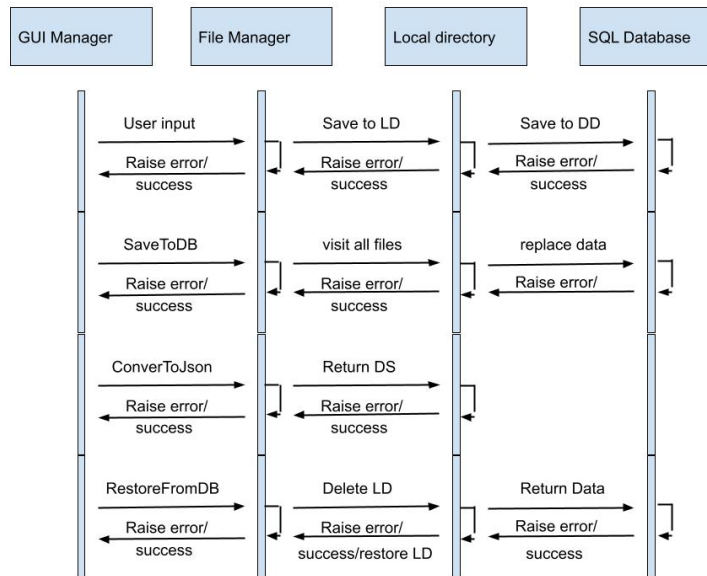 GUI Manager
File Manager
Local directory
SQL Database
User input
Save to LD
Save to DD
Raise error/
success
Raise error/
success
Raise error/
success
SaveToDB
visit all files
replace data
Raise error/
success
Raise error/
success
Raise error/
ConverToJson
Return DS
Raise error/
success
Raise error/
success
RestoreFromDB
Delete LD
Return Data
Raise error/
success
Raise error/
success/restore LD
Raise error/
success